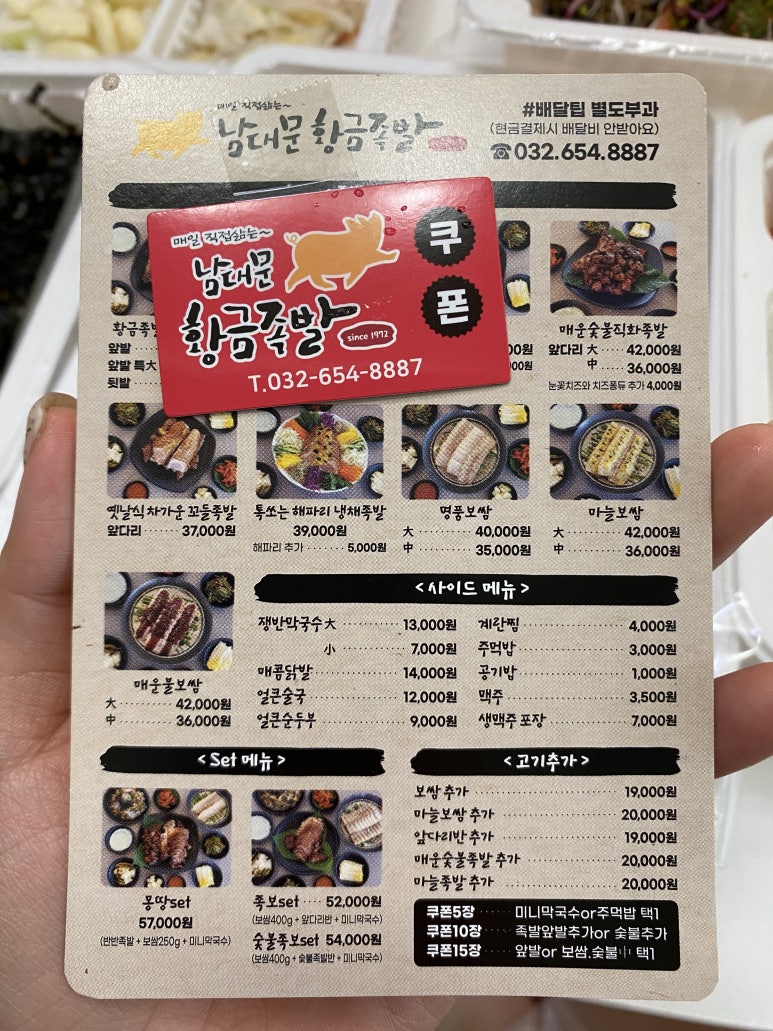 매일 직접삶는~
남대문 황금족발
#배달팁 별도부과
(현금결제시 배달비 안받아요)
☎032.654.8887
매일 직접삶는~
남대문
황금족발
since 1972
쿠
폰
T.032-654-8887
앞발
앞발 특大
뒷발
매운숯불직화족발
앞다리 大 42,000원
中 36,000원
눈꽃치즈와 치즈퐁듀 추가 4,000원
옛날식 차가운 꼬들족발
앞다리 37,000원
톡쏘는 해파리 냉채족발
39,000원
해파리 추가 5,000원
명품보쌈
大 40,000원
中 35,000원
마늘보쌈
大 42,000원
中 36,000원
매운불보쌈
大 42,000원
中 36,000원
<사이드 메뉴>
쟁반막국수 大 13,000원
小 7,000원
매콤닭발 14,000원
얼큰술국 12,000원
얼큰순두부 9,000원
계란찜 4,000원
주먹밥 3,000원
공기밥 1,000원
맥주 3,500원
생맥주 포장 7,000원
<Set 메뉴>
몽땅set
57,000원
(반반족발 + 보쌈250g + 미니막국수)
족보set 52,000원
(보쌈400g + 앞다리반 + 미니막국수)
숯불족보set 54,000원
(보쌈400g + 숯불족발반 + 미니막국수)
<고기추가>
보쌈 추가 19,000원
마늘보쌈 추가 20,000원
앞다리반 추가 19,000원
매운숯불족발 추가 20,000원
마늘족발 추가 20,000원
쿠폰5장 미니막국수or주먹밥 택1
쿠폰10장 족발앞발추가or 숯불추가
쿠폰15장 앞발or 보쌈.숯불中 택1